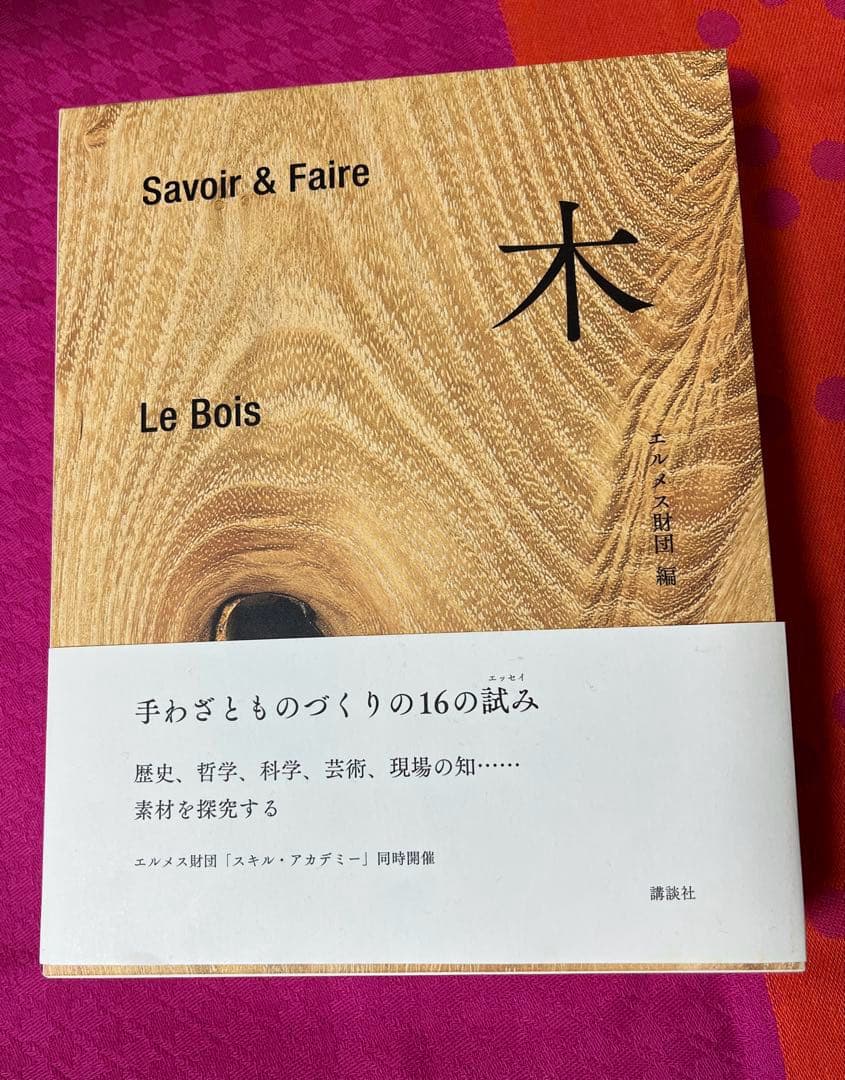 Savoir & Faire
木
Le Bois
エルメス財団 編
手わざとものづくりの16の試み
エッセイ
歴史、哲学、科学、芸術、現場の知……
素材を探究する
エルメス財団「スキル・アカデミー」同時開催
講談社